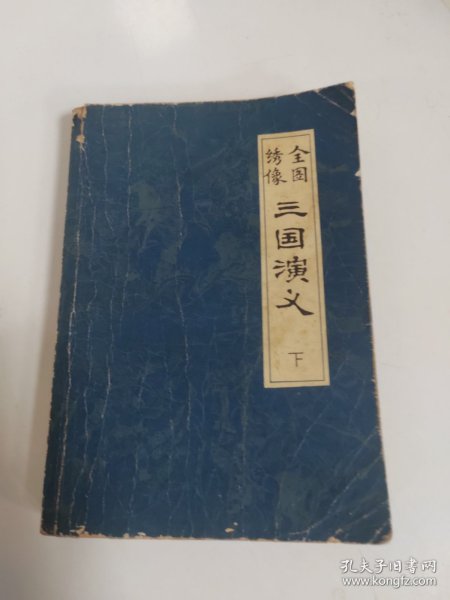 全图
绣像
三国演义
下
孔夫子旧书网
www.kongfz.com